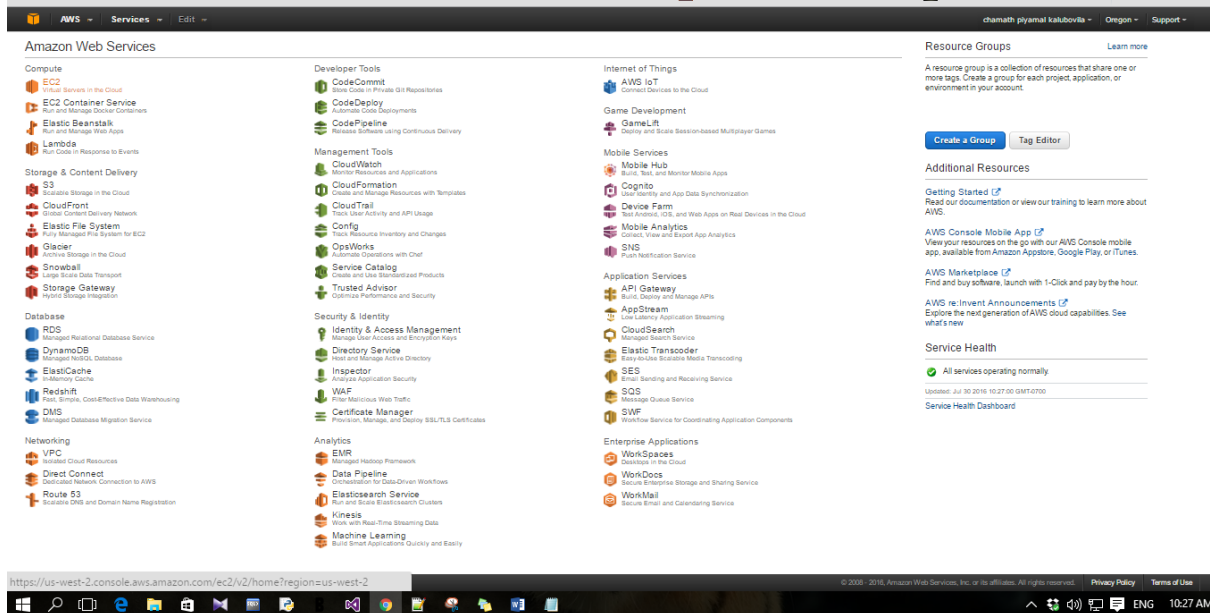 AWS Services Edit chamath piyamal kalubovila Oregon Support
Amazon Web Services
Compute
EC2
Virtual Servers in the Cloud
EC2 Container Service
Run and Manage Docker Containers
Elastic Beanstalk
Run and Manage Web Apps
Lambda
Run Code in Response to Events
Storage & Content Delivery
S3
Scalable Storage in the Cloud
CloudFront
Global Content Delivery Network
Elastic File System
Fully Managed File System for EC2
Glacier
Archive Storage in the Cloud
Snowball
Large Scale Data Transport
Storage Gateway
Hybrid Storage Integration
Database
RDS
Managed Relational Database Service
DynamoDB
Managed NoSQL Database
ElastiCache
In-Memory Cache
Redshift
Fast, Simple, Cost-Effective Data Warehousing
DMS
Managed Database Migration Service
Networking
VPC
Isolated Cloud Resources
Direct Connect
Dedicated Network Connection to AWS
Route 53
Scalable DNS and Domain Name Registration
Developer Tools
CodeCommit
Store Code in Private Git Repositories
CodeDeploy
Automate Code Deployments
CodePipeline
Release Software using Continuous Delivery
Management Tools
CloudWatch
Monitor Resources and Applications
CloudFormation
Create and Manage Resources with Templates
CloudTrail
Track User Activity and API Usage
Config
Track Resource Inventory and Changes
OpsWorks
Automate Operations with Chef
Service Catalog
Create and Use Standardized Products
Trusted Advisor
Optimize Performance and Security
Security & Identity
Identity & Access Management
Manage User Access and Encryption Keys
Directory Service
Host and Manage Active Directory
Inspector
Analyze Application Security
WAF
Filter Malicious Web Traffic
Certificate Manager
Provision, Manage, and Deploy SSL/TLS Certificates
Analytics
EMR
Managed Hadoop Framework
Data Pipeline
Orchestration for Data-Driven Workflows
Elasticsearch Service
Run and Scale Elasticsearch Clusters
Kinesis
Work with Real-Time Streaming Data
Machine Learning
Build Smart Applications Quickly and Easily
Internet of Things
AWS IoT
Connect Devices to the Cloud
Game Development
GameLift
Deploy and Scale Session-based Multiplayer Games
Mobile Services
Mobile Hub
Build, Test, and Monitor Mobile Apps
Cognito
User Identity and App Data Synchronization
Device Farm
Test Android, iOS, and Web Apps on Real Devices in the Cloud
Mobile Analytics
Collect, View and Export App Analytics
SNS
Push Notification Service
Application Services
API Gateway
Build, Deploy and Manage APIs
AppStream
Low Latency Application Streaming
CloudSearch
Managed Search Service
Elastic Transcoder
Easy-to-Use Scalable Media Transcoding
SES
Email Sending and Receiving Service
SQS
Message Queue Service
SWF
Workflow Service for Coordinating Application Components
Enterprise Applications
WorkSpaces
Desktops in the Cloud
WorkDocs
Secure Enterprise Storage and Sharing Service
WorkMail
Secure Email and Calendaring Service
Resource Groups Learn more
A resource group is a collection of resources that share one or
more tags. Create a group for each project, application, or
environment in your account.
Create a Group Tag Editor
Additional Resources
Getting Started
Read our documentation or view our training to learn more about
AWS.
AWS Console Mobile App
View your resources on the go with our AWS Console mobile
app, available from Amazon Appstore, Google Play, or iTunes.
AWS Marketplace
Find and buy software, launch with 1-Click and pay by the hour.
AWS re:Invent Announcements
Explore the next generation of AWS cloud capabilities. See
what's new
Service Health
All services operating normally.
Updated: Jul 30 2016 10:27:00 GMT-0700
Service Health Dashboard
https://us-west-2.console.aws.amazon.com/ec2/v2/home?region=us-west-2
© 2008 - 2016, Amazon Web Services, Inc. or its affiliates. All rights reserved. Privacy Policy Terms of Use
ENG 10:27 AM